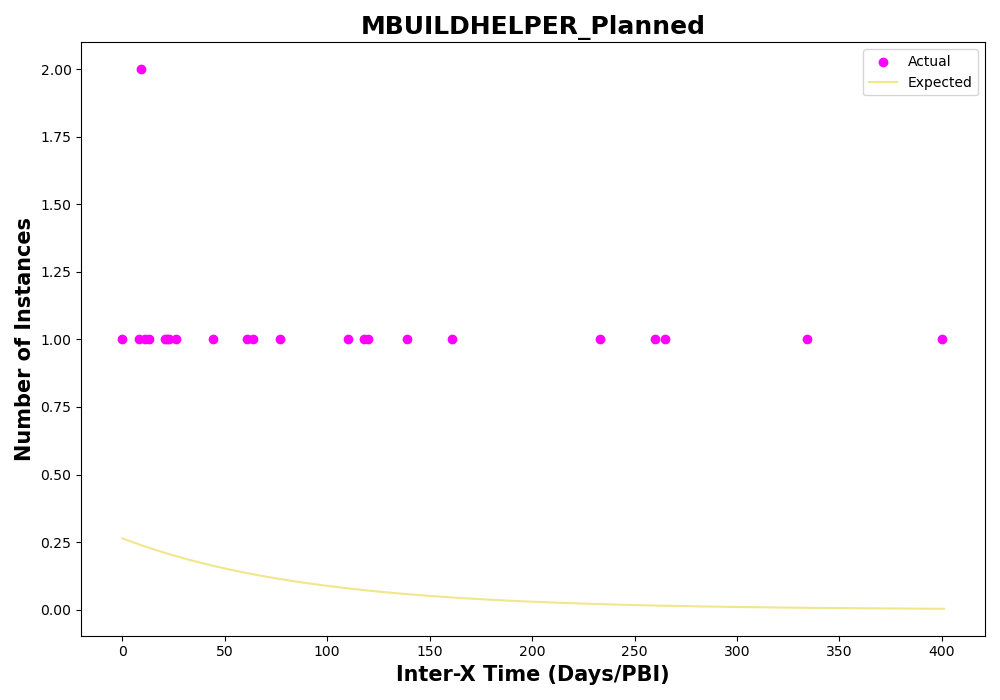 MBUILDHELPER_Planned
Actual
Expected
Number of Instances
2.00
1.75
1.50
1.25
1.00
0.75
0.50
0.25
0.00
0 50 100 150 200 250 300 350 400
Inter-X Time (Days/PBI)